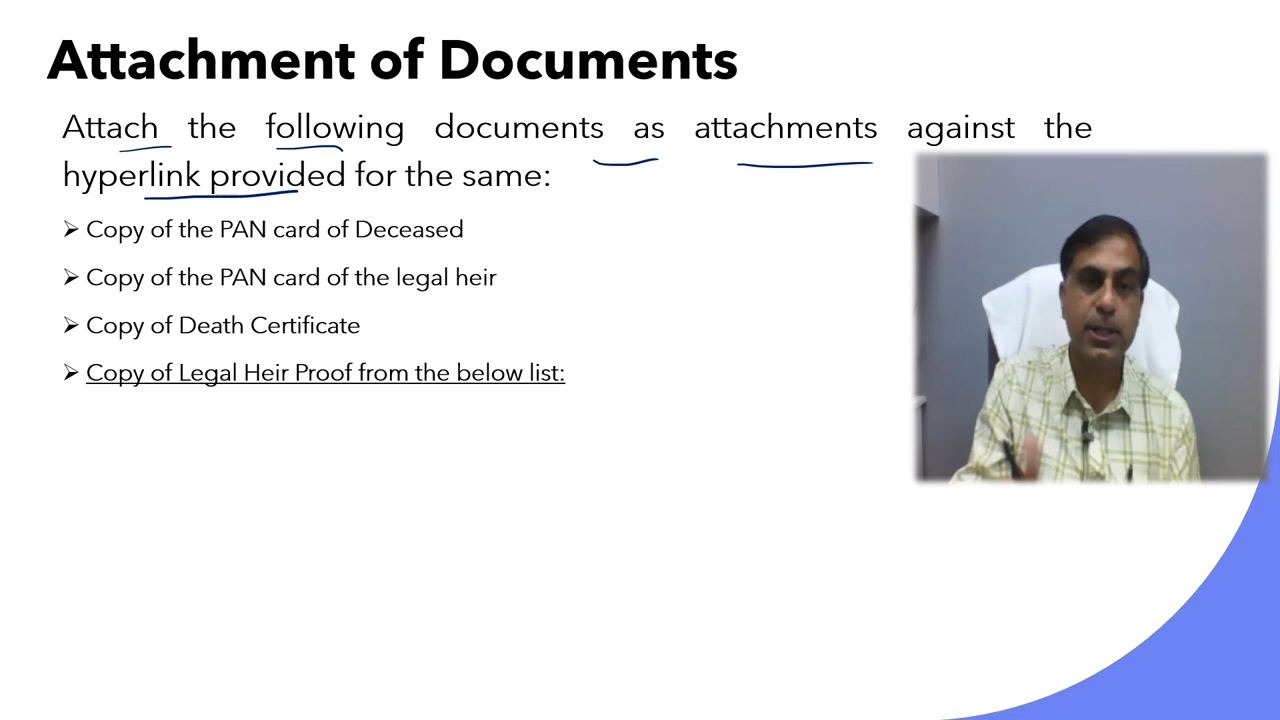 Attachment of Documents
Attach the following documents as attachments against the
hyperlink provided for the same:
➢ Copy of the PAN card of Deceased
➢ Copy of the PAN card of the legal heir
➢ Copy of Death Certificate
➢ Copy of Legal Heir Proof from the below list: